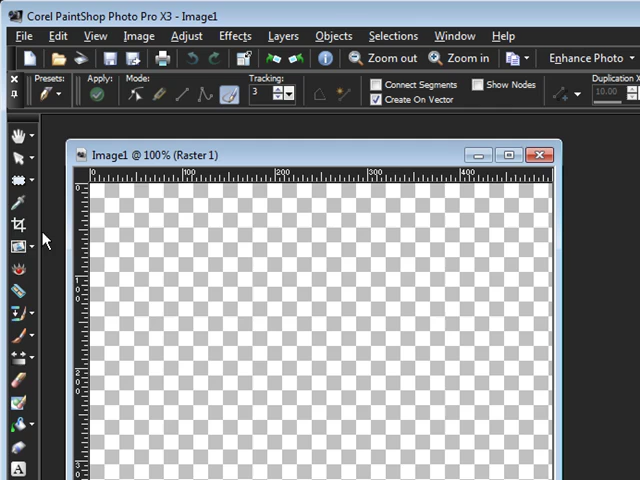 Corel PaintShop Photo Pro X3 - Image1
File Edit View Image Adjust Effects Layers Objects Selections Window Help
Zoom out Zoom in Enhance Photo
Presets: Apply: Mode: Tracking: Connect Segments Show Nodes Duplication X
3 Create On Vector 10.00
Image1 @ 100% (Raster 1)
0 100 200 300 400
0
100
200
30
A